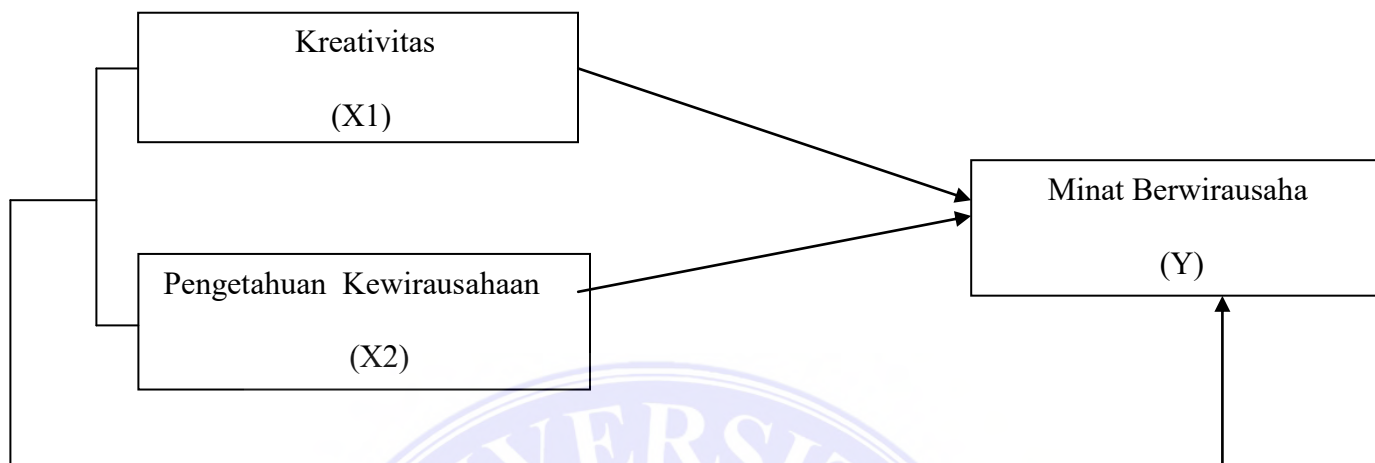 Kreativitas
(X1)
Minat Berwirausaha
(Y)
Pengetahuan Kewirausahaan
(X2)